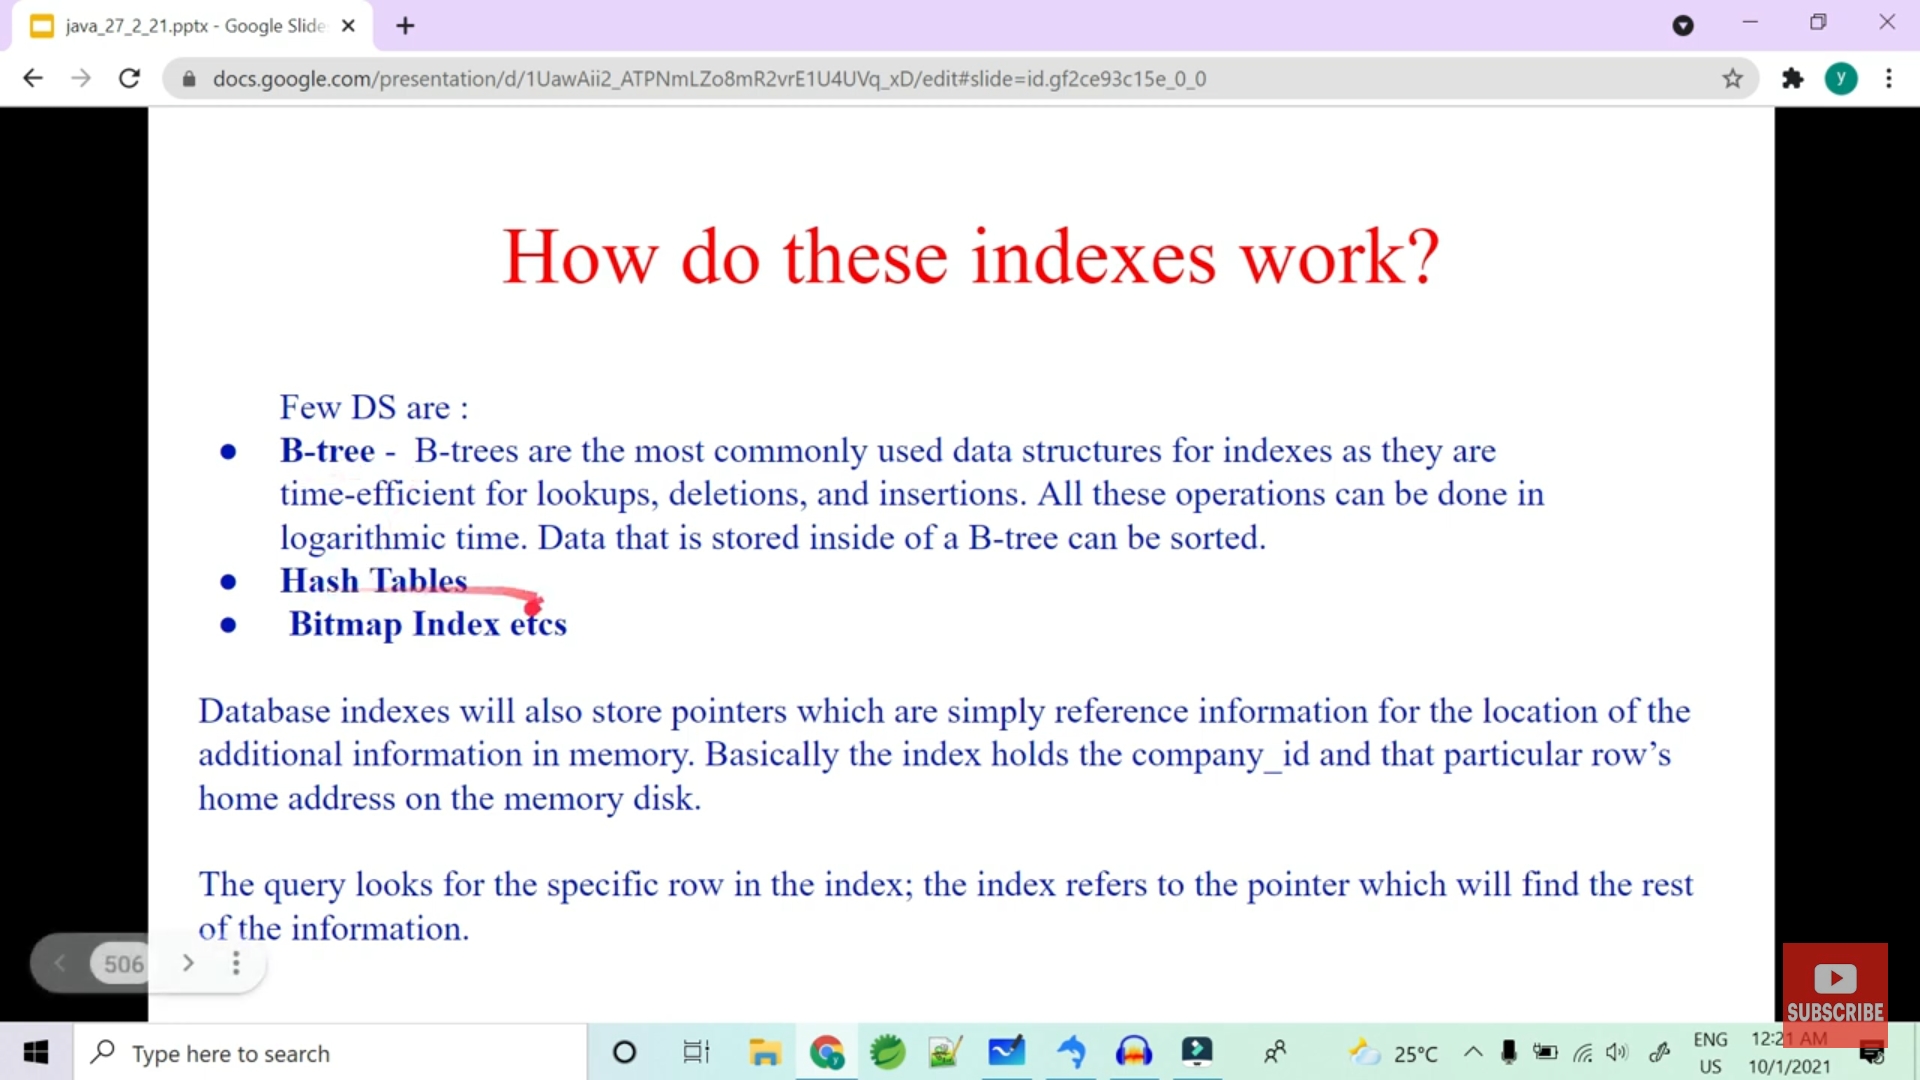 java_27_2_21.pptx - Google Slide
docs.google.com/presentation/d/1UawAii2_ATPNmLZo8mR2vrE1U4UVq_xD/edit#slide=id.gf2ce93c15e_0_0
y
How do these indexes work?
Few DS are :
● B-tree - B-trees are the most commonly used data structures for indexes as they are
time-efficient for lookups, deletions, and insertions. All these operations can be done in
logarithmic time. Data that is stored inside of a B-tree can be sorted.
● Hash Tables
● Bitmap Index etcs
Database indexes will also store pointers which are simply reference information for the location of the
additional information in memory. Basically the index holds the company_id and that particular row’s
home address on the memory disk.
The query looks for the specific row in the index; the index refers to the pointer which will find the rest
of the information.
506
SUBSCRIBE
Type here to search
25°C
ENG
US
12:21 AM
10/1/2021